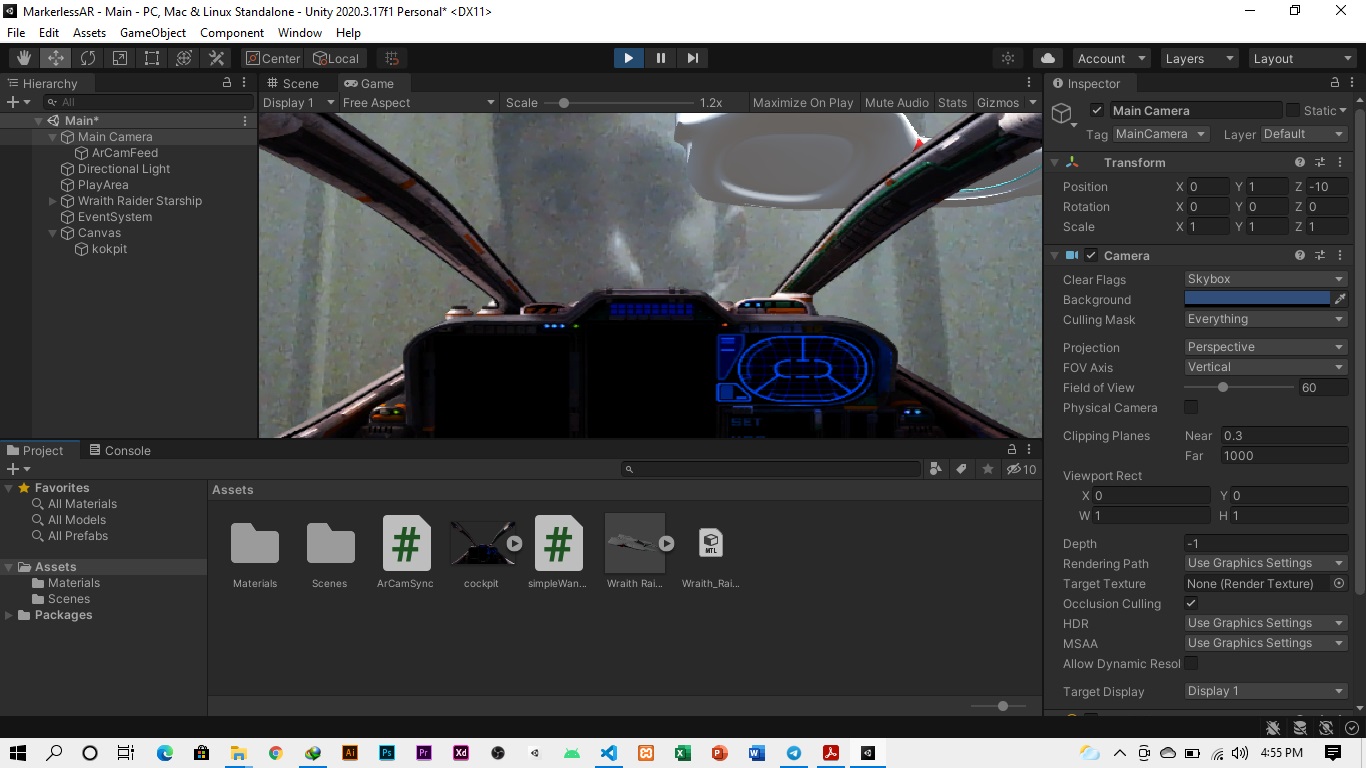 MarkerlessAR - Main - PC, Mac & Linux Standalone - Unity 2020.3.17f1 Personal* <DX11>
File Edit Assets GameObject Component Window Help
Center Local Account Layers Layout
Hierarchy
All
Main*
Main Camera
ArCamFeed
Directional Light
PlayArea
Wraith Raider Starship
EventSystem
Canvas
kokpit
Scene Game
Display 1 Free Aspect Scale 1.2x Maximize On Play Mute Audio Stats Gizmos
SET
Inspector
Main Camera Static
Tag MainCamera Layer Default
Transform
Position X 0 Y 1 Z -10
Rotation X 0 Y 0 Z 0
Scale X 1 Y 1 Z 1
Camera
Clear Flags Skybox
Background
Culling Mask Everything
Projection Perspective
FOV Axis Vertical
Field of View 60
Physical Camera
Clipping Planes Near 0.3
Far 1000
Viewport Rect
X 0 Y 0
W 1 H 1
Depth -1
Rendering Path Use Graphics Settings
Target Texture None (Render Texture)
Occlusion Culling
HDR Use Graphics Settings
MSAA Use Graphics Settings
Allow Dynamic Resol
Target Display Display 1
Project Console
10
Favorites
All Materials
All Models
All Prefabs
Assets
Materials
Scenes
Packages
Assets
# # MTL
Materials Scenes ArCamSync cockpit simpleWan... Wraith Rai... Wraith_Rai...
Ai Ps Pr Xd 4:55 PM